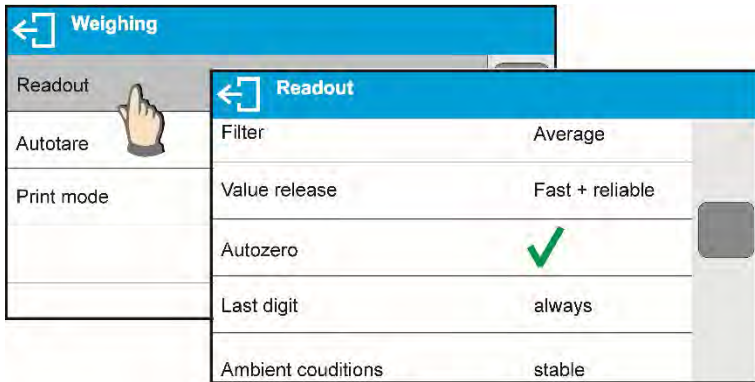 Weighing
Readout
Autotare
Print mode
Readout
Filter Average
Value release Fast + reliable
Autozero
Last digit always
Ambient couditions stable